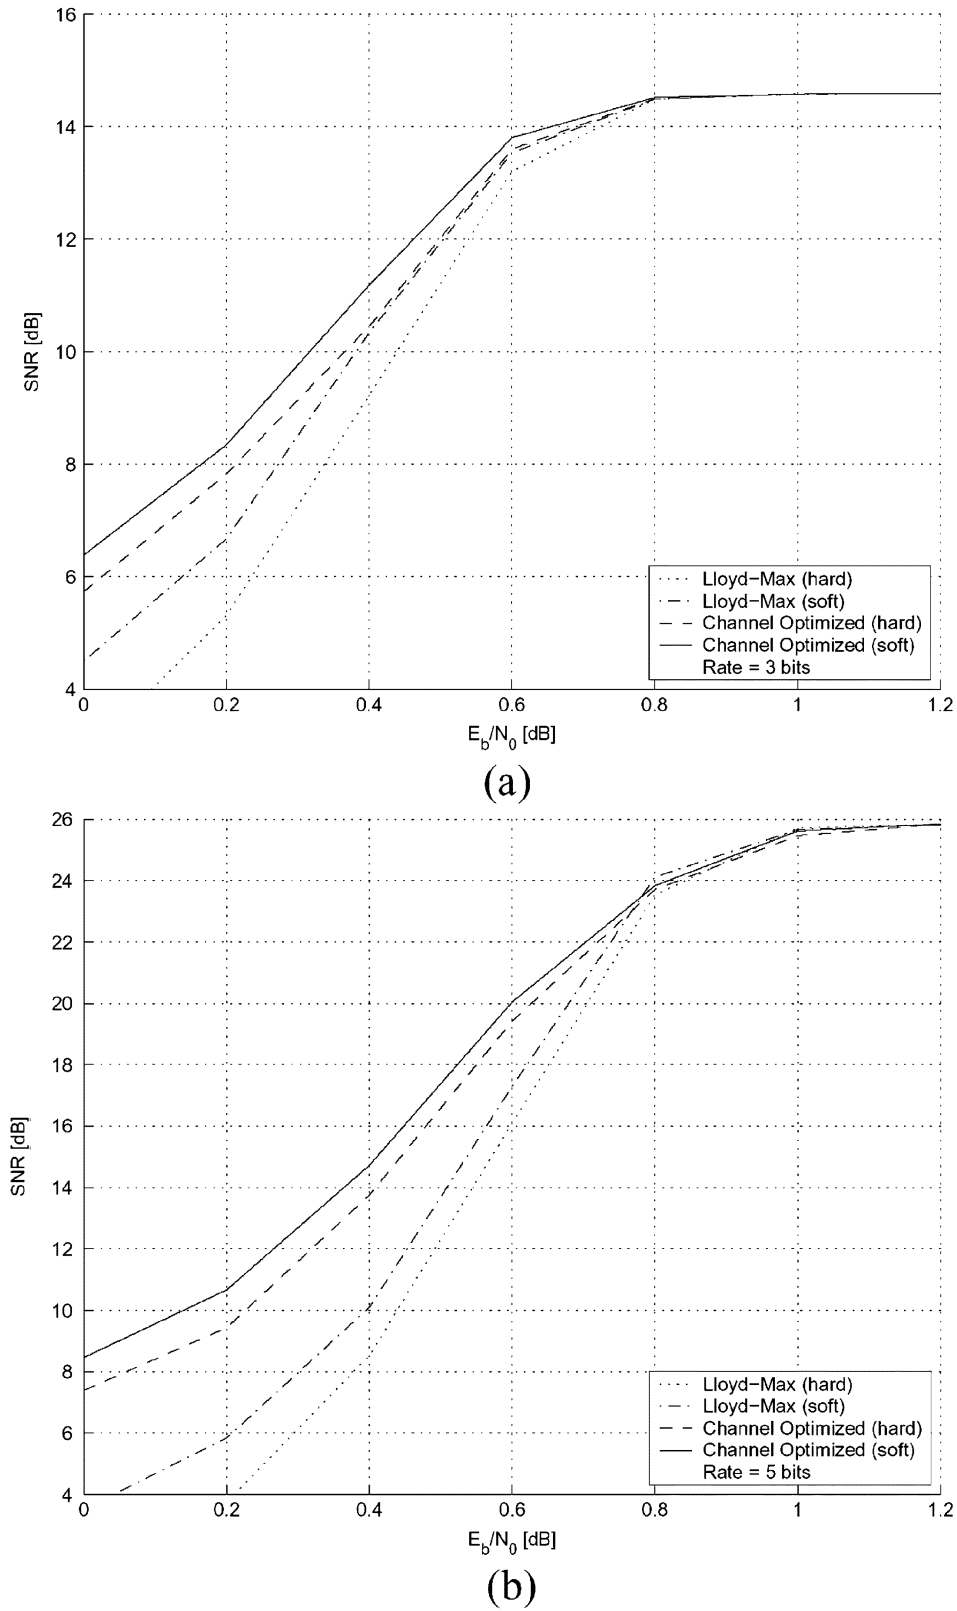 16
14
12
10
8
6
4
SNR [dB]
Lloyd−Max (hard)
Lloyd−Max (soft)
Channel Optimized (hard)
Channel Optimized (soft)
Rate = 3 bits
0 0.2 0.4 0.6 0.8 1 1.2
E_b/N_0 [dB]
(a)
26
24
22
20
18
16
14
12
10
8
6
4
SNR [dB]
Lloyd−Max (hard)
Lloyd−Max (soft)
Channel Optimized (hard)
Channel Optimized (soft)
Rate = 5 bits
0 0.2 0.4 0.6 0.8 1 1.2
E_b/N_0 [dB]
(b)